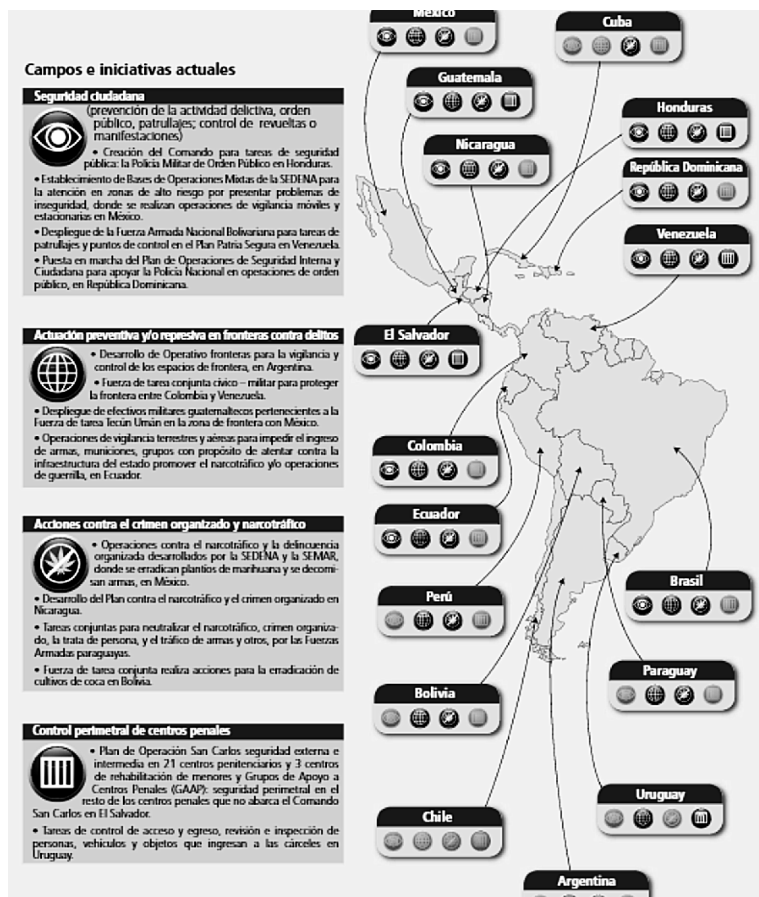 Campos e iniciativas actuales
Seguridad ciudadana
(prevención de la actividad delictiva, orden
público, patrullajes; control de revueltas o
manifestaciones)
• Creación del Comando para tareas de seguridad
pública: la Policía Militar de Orden Público en Honduras.
• Establecimiento de Bases de Operaciones Mixtas de la SEDENA para
la atención en zonas de alto riesgo por presentar problemas de
inseguridad, donde se realizan operaciones de vigilancia móviles y
estacionarias en México.
• Despliegue de la Fuerza Armada Nacional Bolivariana para tareas de
patrullajes y puntos de control en el Plan Patria Segura en Venezuela.
• Puesta en marcha del Plan de Operaciones de Seguridad Interna y
Ciudadana para apoyar la Policía Nacional en operaciones de orden
público, en República Dominicana.
Actuación preventiva y/o represiva en fronteras contra delitos
• Desarrollo de Operativo fronteras para la vigilancia y
control de los espacios de frontera, en Argentina.
• Fuerza de tarea conjunta cívico – militar para proteger
la frontera entre Colombia y Venezuela.
• Despliegue de efectivos militares guatemaltecos pertenecientes a la
Fuerza de tarea Tecún Umán en la zona de frontera con México.
• Operaciones de vigilancia terrestres y aéreas para impedir el ingreso
de armas, municiones, grupos con propósito de atentar contra la
infraestructura del estado promover el narcotráfico y/o operaciones
de guerrilla, en Ecuador.
Acciones contra el crimen organizado y narcotráfico
• Operaciones contra el narcotráfico y la delincuencia
organizada desarrollados por la SEDENA y la SEMAR,
donde se erradican plantíos de marihuana y se decomi-
san armas, en México.
• Desarrollo del Plan contra el narcotráfico y el crimen organizado en
Nicaragua.
• Tareas conjuntas para neutralizar el narcotráfico, crimen organiza-
do, la trata de persona, y el tráfico de armas y otros, por las Fuerzas
Armadas paraguayas.
• Fuerza de tarea conjunta realiza acciones para la erradicación de
cultivos de coca en Bolivia.
Control perimetral de centros penales
• Plan de Operación San Carlos seguridad externa e
intermedia en 21 centros penitenciarios y 3 centros
de rehabilitación de menores y Grupos de Apoyo a
Centros Penales (GAAP): seguridad perimetral en el
resto de los centros penales que no abarca el Comando
San Carlos en El Salvador.
• Tareas de control de acceso y egreso, revisión e inspección de
personas, vehículos y objetos que ingresan a las cárceles en
Uruguay.
México
Cuba
Guatemala
Honduras
Nicaragua
República Dominicana
Venezuela
El Salvador
Colombia
Ecuador
Perú
Brasil
Bolivia
Paraguay
Uruguay
Chile
Argentina